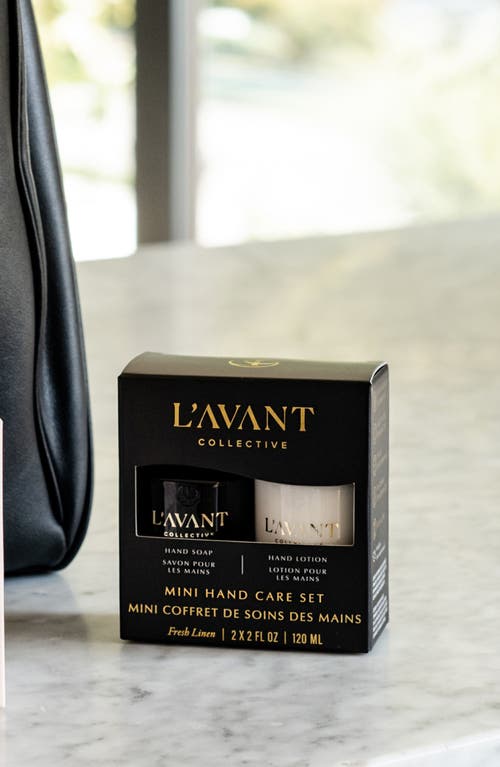 L'AVANT
COLLECTIVE
L'AVANT
COLLECTIVE
L'AVANT
HAND SOAP
SAVON POUR
LES MAINS
HAND LOTION
LOTION POUR
LES MAINS
MINI HAND CARE SET
MINI COFFRET DE SOINS DES MAINS
Fresh Linen | 2 X 2 FL OZ | 120 ML